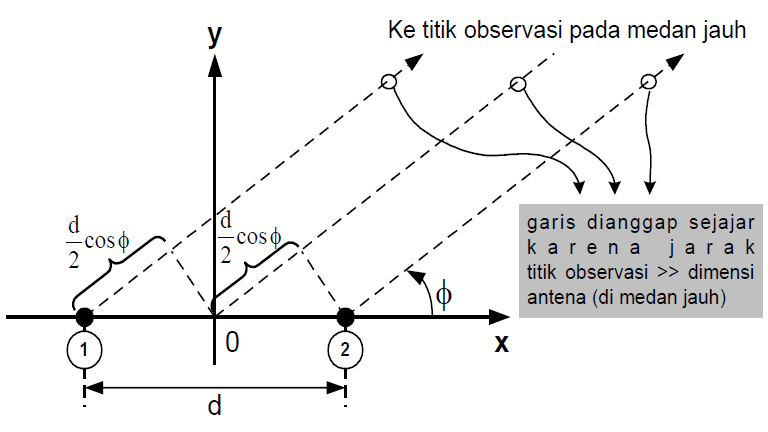 Ke titik observasi pada medan jauh
y
d
2
cosϕ
d
2
cosϕ
garis dianggap sejajar
karena jarak
titik observasi >> dimensi
antena (di medan jauh)
ϕ
1
0
2
x
d